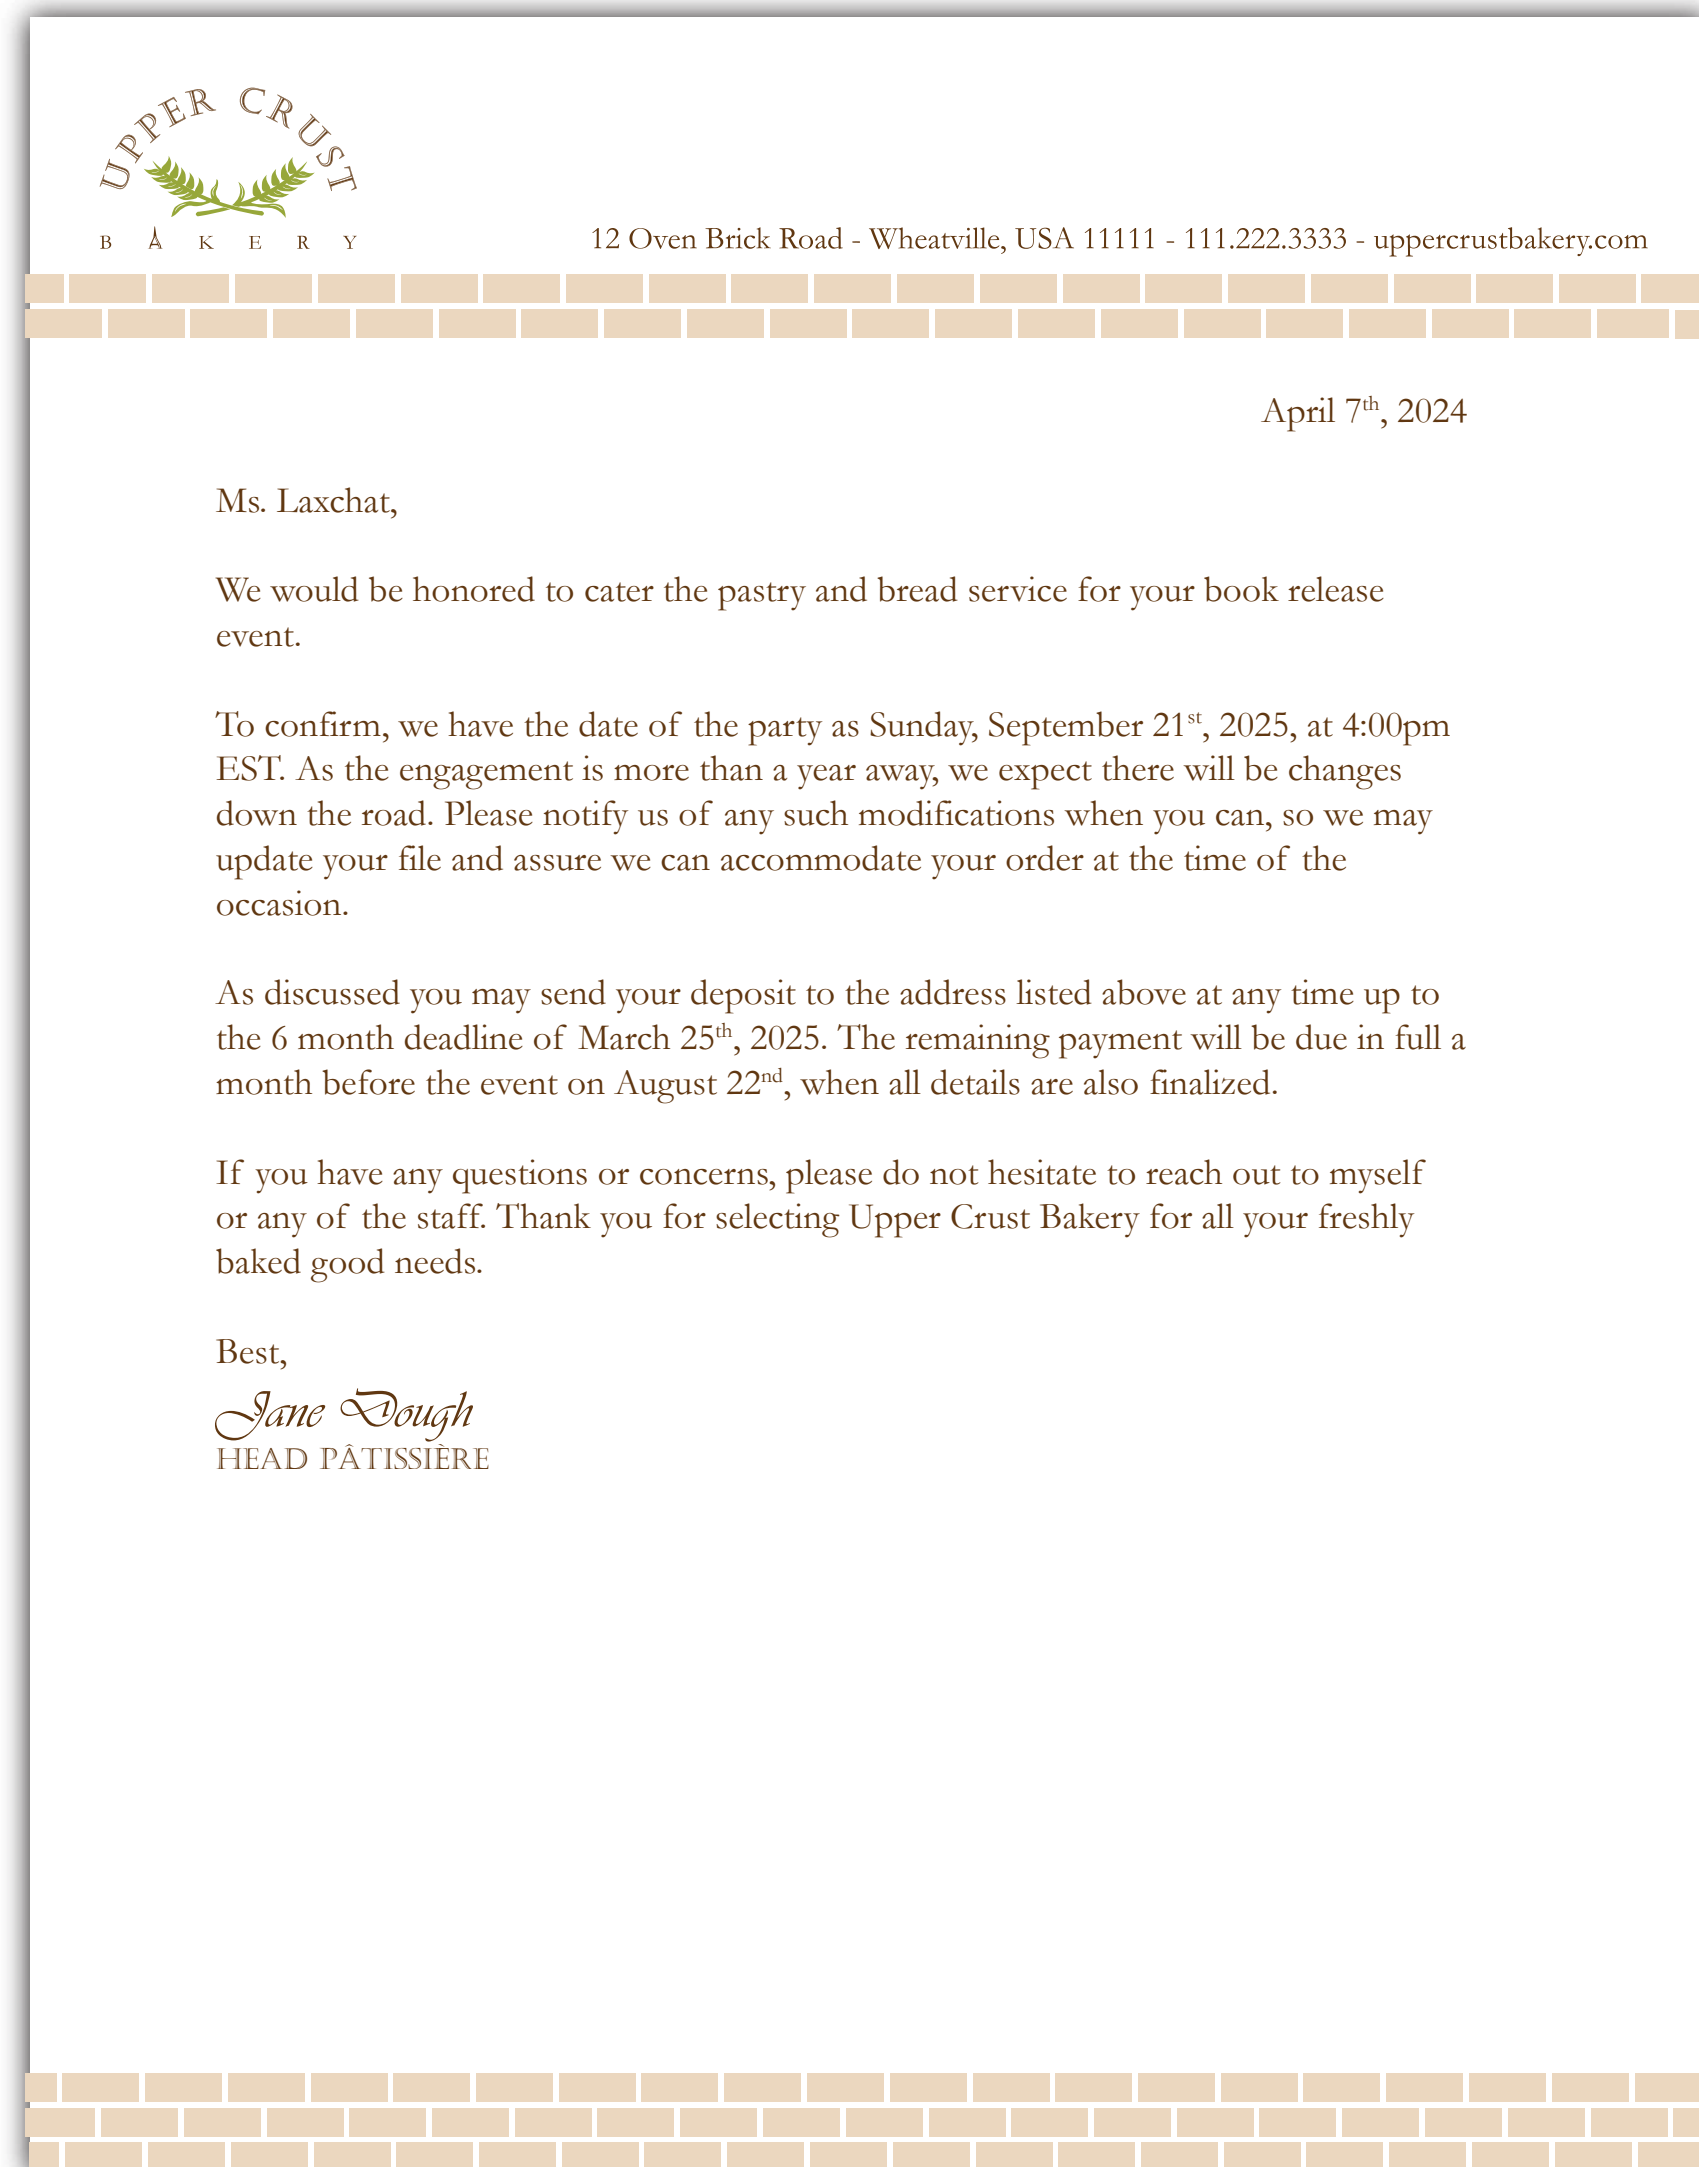 UPPER CRUST
BAKERY
12 Oven Brick Road - Wheatville, USA 11111 - 111.222.3333 - uppercrustbakery.com
April 7th, 2024
Ms. Laxchat,
We would be honored to cater the pastry and bread service for your book release
event.
To confirm, we have the date of the party as Sunday, September 21st, 2025, at 4:00pm
EST. As the engagement is more than a year away, we expect there will be changes
down the road. Please notify us of any such modifications when you can, so we may
update your file and assure we can accommodate your order at the time of the
occasion.
As discussed you may send your deposit to the address listed above at any time up to
the 6 month deadline of March 25th, 2025. The remaining payment will be due in full a
month before the event on August 22nd, when all details are also finalized.
If you have any questions or concerns, please do not hesitate to reach out to myself
or any of the staff. Thank you for selecting Upper Crust Bakery for all your freshly
baked good needs.
Best,
Jane Dough
HEAD PÂTISSIÈRE